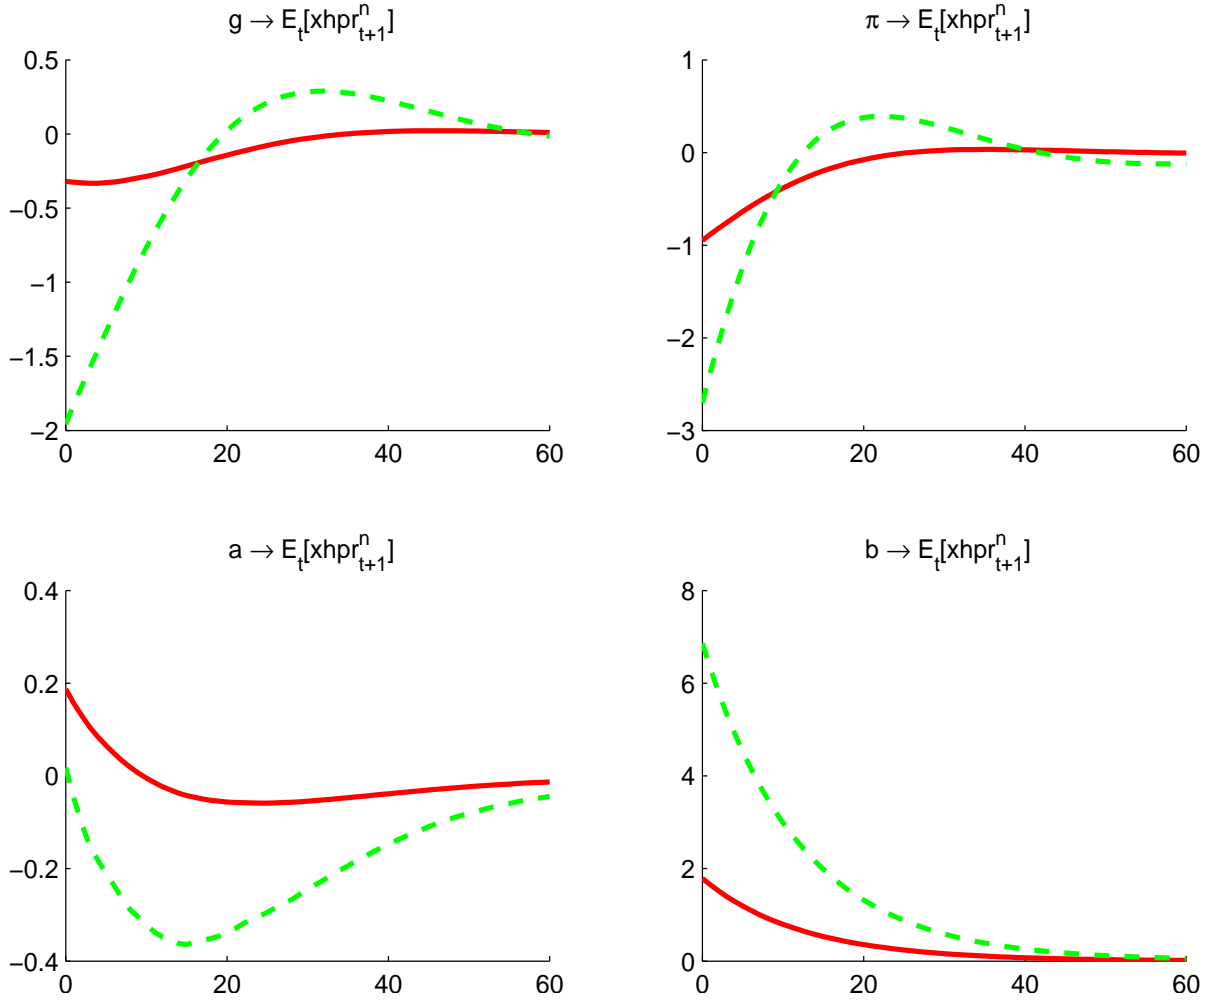 g → E_t[xhpr^n_{t+1}]
π → E_t[xhpr^n_{t+1}]
0.5
0
−0.5
−1
−1.5
−2
0 20 40 60
1
0
−1
−2
−3
0 20 40 60
a → E_t[xhpr^n_{t+1}]
b → E_t[xhpr^n_{t+1}]
0.4
0.2
0
−0.2
−0.4
0 20 40 60
8
6
4
2
0
0 20 40 60